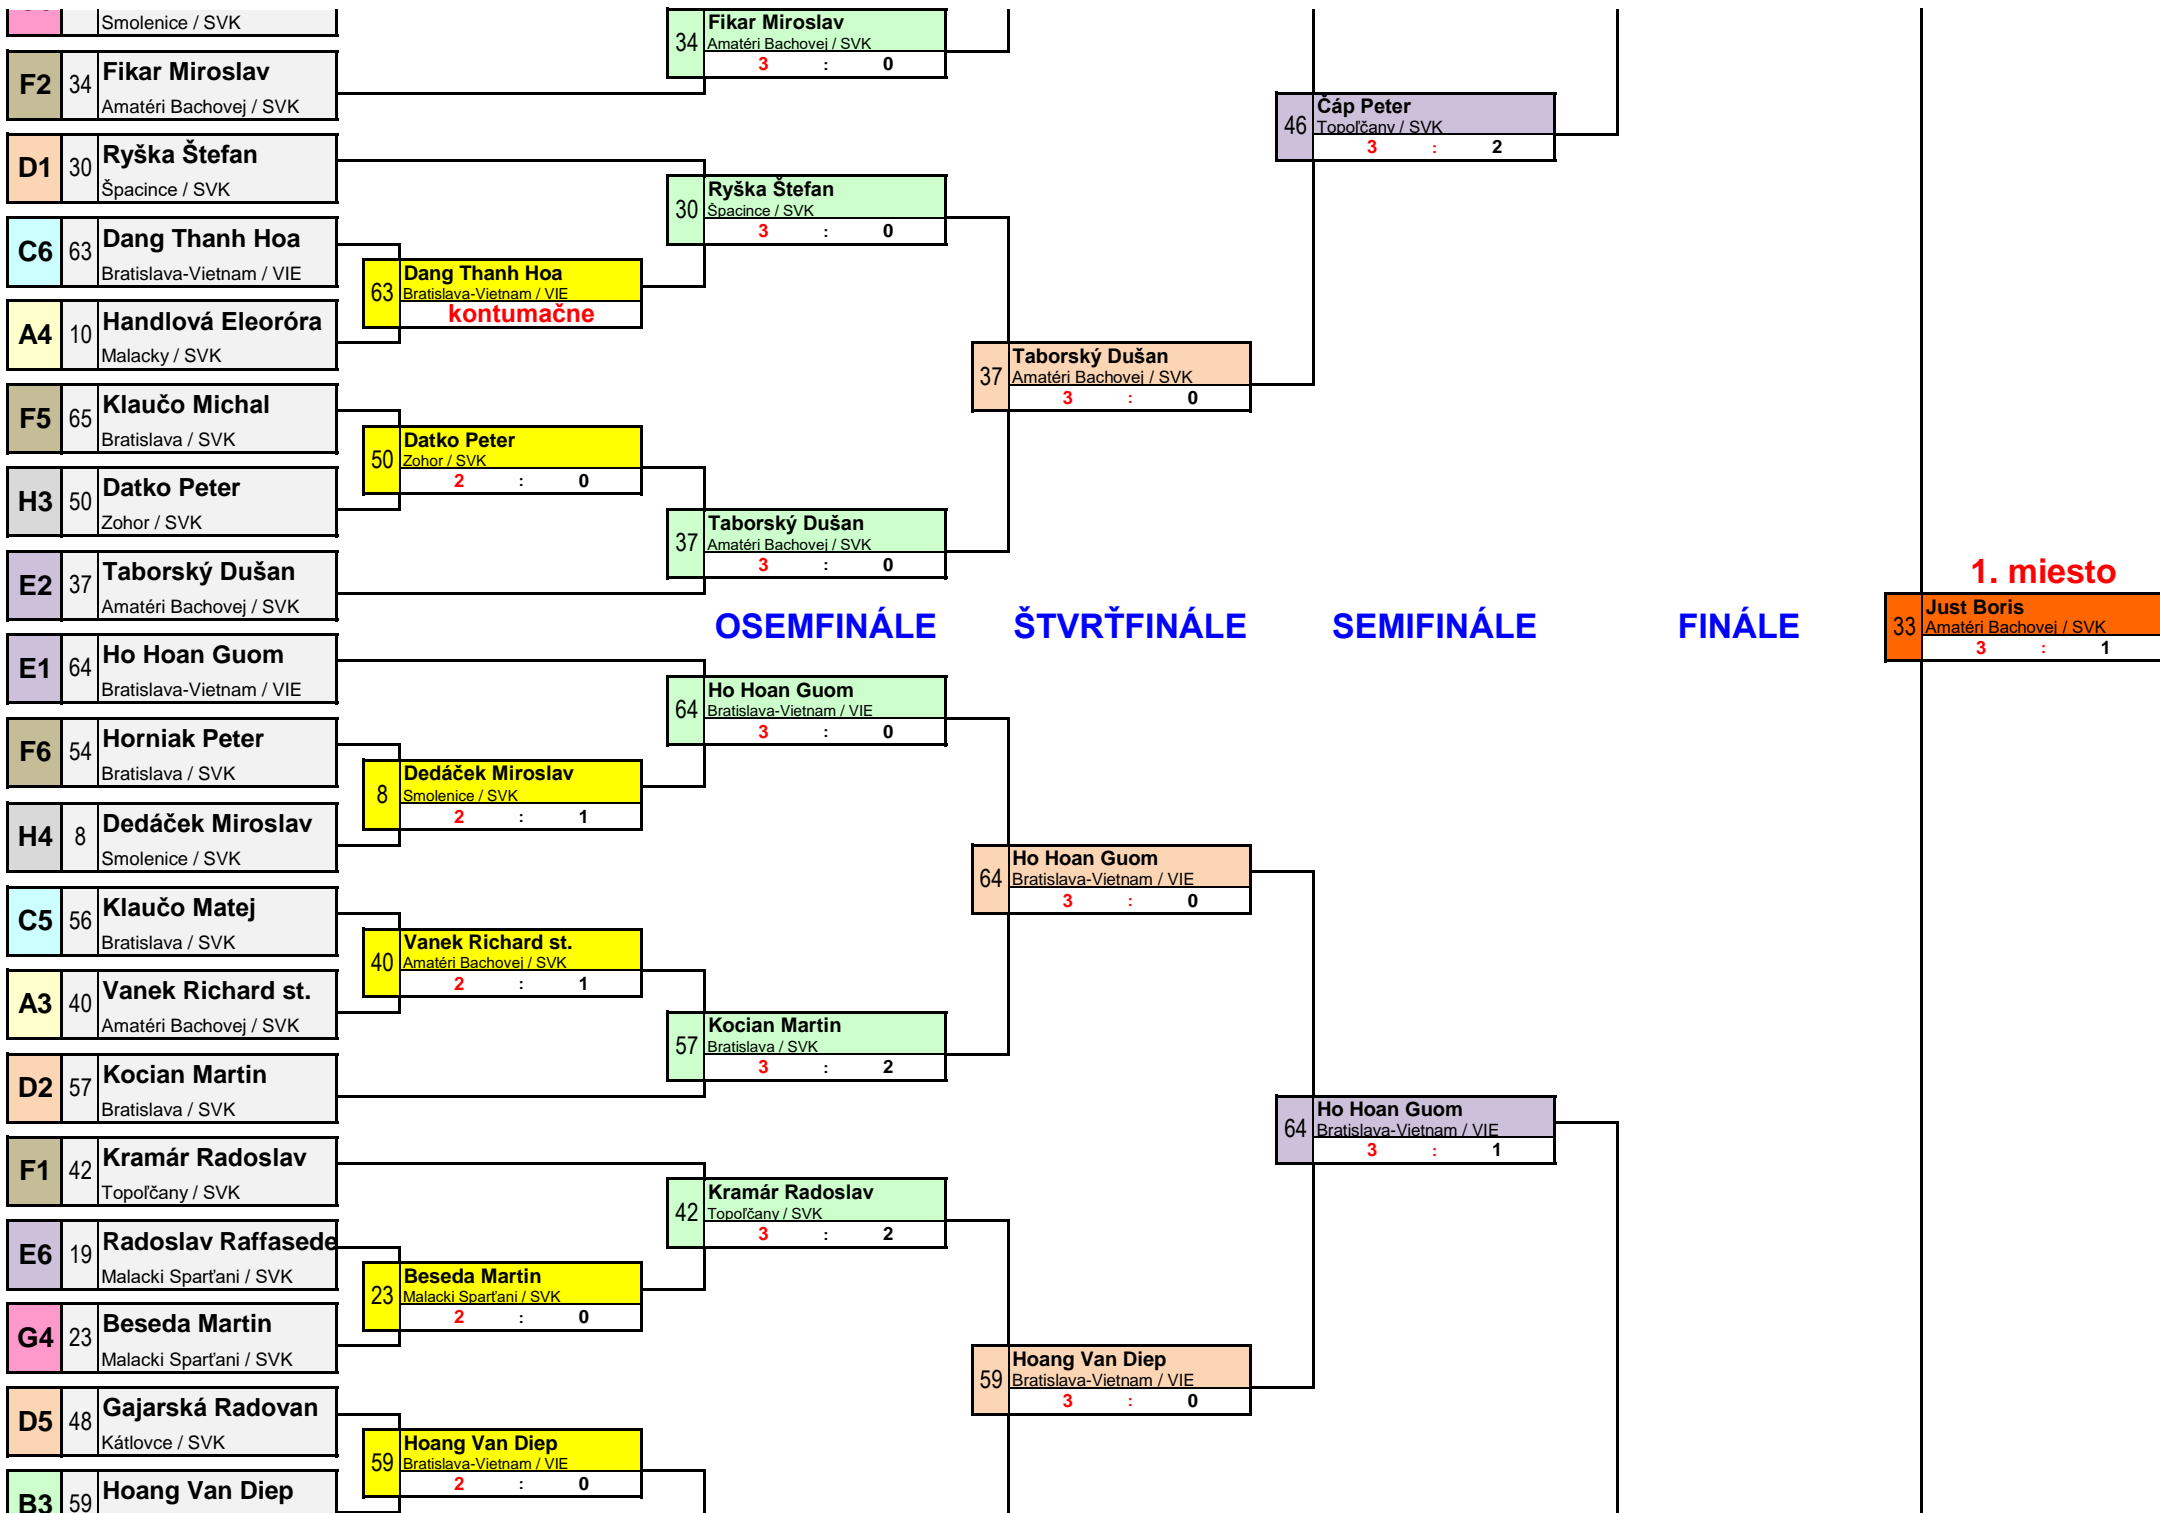 Smolenice / SVK
F2 34 Fikar Miroslav
Amatéri Bachovej / SVK
D1 30 Ryška Štefan
Špacince / SVK
C6 63 Dang Thanh Hoa
Bratislava-Vietnam / VIE
A4 10 Handlová Eleoróra
Malacky / SVK
F5 65 Klaučo Michal
Bratislava / SVK
H3 50 Datko Peter
Zohor / SVK
E2 37 Taborský Dušan
Amatéri Bachovej / SVK
E1 64 Ho Hoan Guom
Bratislava-Vietnam / VIE
F6 54 Horniak Peter
Bratislava / SVK
H4 8 Dedáček Miroslav
Smolenice / SVK
C5 56 Klaučo Matej
Bratislava / SVK
A3 40 Vanek Richard st.
Amatéri Bachovej / SVK
D2 57 Kocian Martin
Bratislava / SVK
F1 42 Kramár Radoslav
Topoľčany / SVK
E6 19 Radoslav Raffasede
Malacki Sparťani / SVK
G4 23 Beseda Martin
Malacki Sparťani / SVK
D5 48 Gajarská Radovan
Kátlovce / SVK
B3 59 Hoang Van Diep
63 Dang Thanh Hoa
Bratislava-Vietnam / VIE
kontumačne
50 Datko Peter
Zohor / SVK
2 : 0
8 Dedáček Miroslav
Smolenice / SVK
2 : 1
40 Vanek Richard st.
Amatéri Bachovej / SVK
2 : 1
23 Beseda Martin
Malacki Sparťani / SVK
2 : 0
59 Hoang Van Diep
Bratislava-Vietnam / VIE
2 : 0
34 Fikar Miroslav
Amatéri Bachovej / SVK
3 : 0
30 Ryška Štefan
Špacince / SVK
3 : 0
37 Taborský Dušan
Amatéri Bachovej / SVK
3 : 0
OSEMFINÁLE ŠTVRŤFINÁLE SEMIFINÁLE FINÁLE
64 Ho Hoan Guom
Bratislava-Vietnam / VIE
3 : 0
57 Kocian Martin
Bratislava / SVK
3 : 2
42 Kramár Radoslav
Topoľčany / SVK
3 : 2
37 Taborský Dušan
Amatéri Bachovej / SVK
3 : 0
64 Ho Hoan Guom
Bratislava-Vietnam / VIE
3 : 0
59 Hoang Van Diep
Bratislava-Vietnam / VIE
3 : 0
46 Čáp Peter
Topoľčany / SVK
3 : 2
64 Ho Hoan Guom
Bratislava-Vietnam / VIE
3 : 1
1. miesto
33 Just Boris
Amatéri Bachovej / SVK
3 : 1